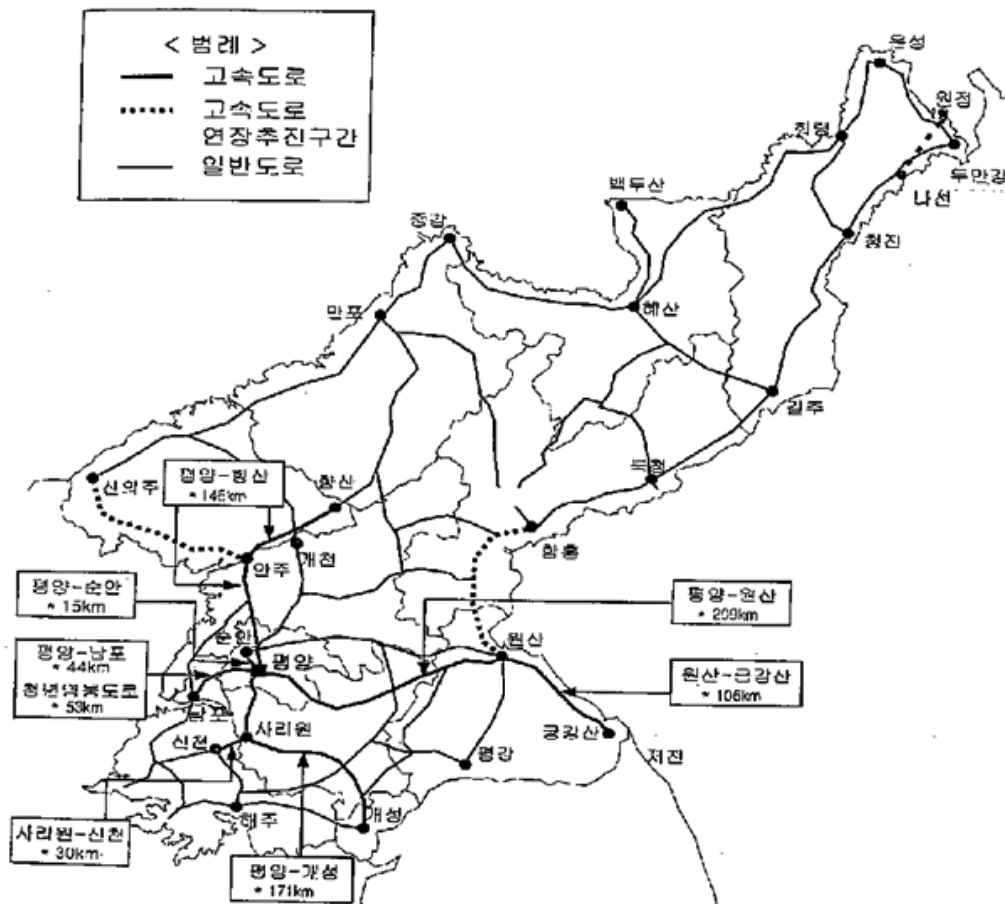 < 범례 >
고속도로
고속도로
연장추진구간
일반도로
온성
원정
회령
두만강
나선
백두산
청진
중강
만포
혜산
길주
평양-향산
* 146km
향산
신의주
함흥
개천
안주
평양-순안
* 15km
평양-원산
* 209km
순안
원산
평양-남포
* 44km
청년영웅도로
* 53km
평양
원산-금강산
* 106km
남포
사리원
신천
금강산
제진
평강
해주
개성
사리원-신천
* 30km
평양-개성
* 171km